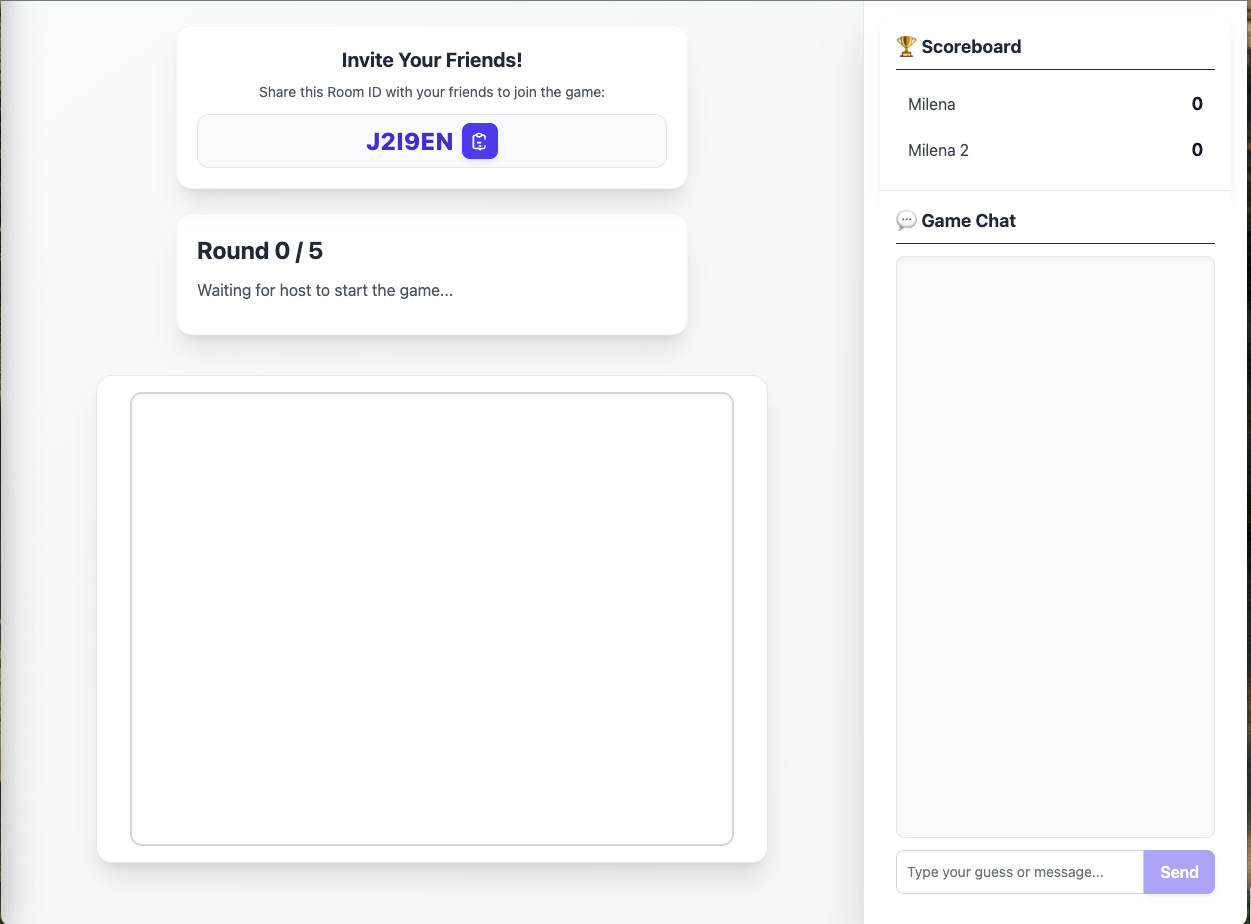 Invite Your Friends!
Share this Room ID with your friends to join the game:
J2I9EN
Round 0 / 5
Waiting for host to start the game...
🏆 Scoreboard
Milena 0
Milena 2 0
💬 Game Chat
Type your guess or message...
Send